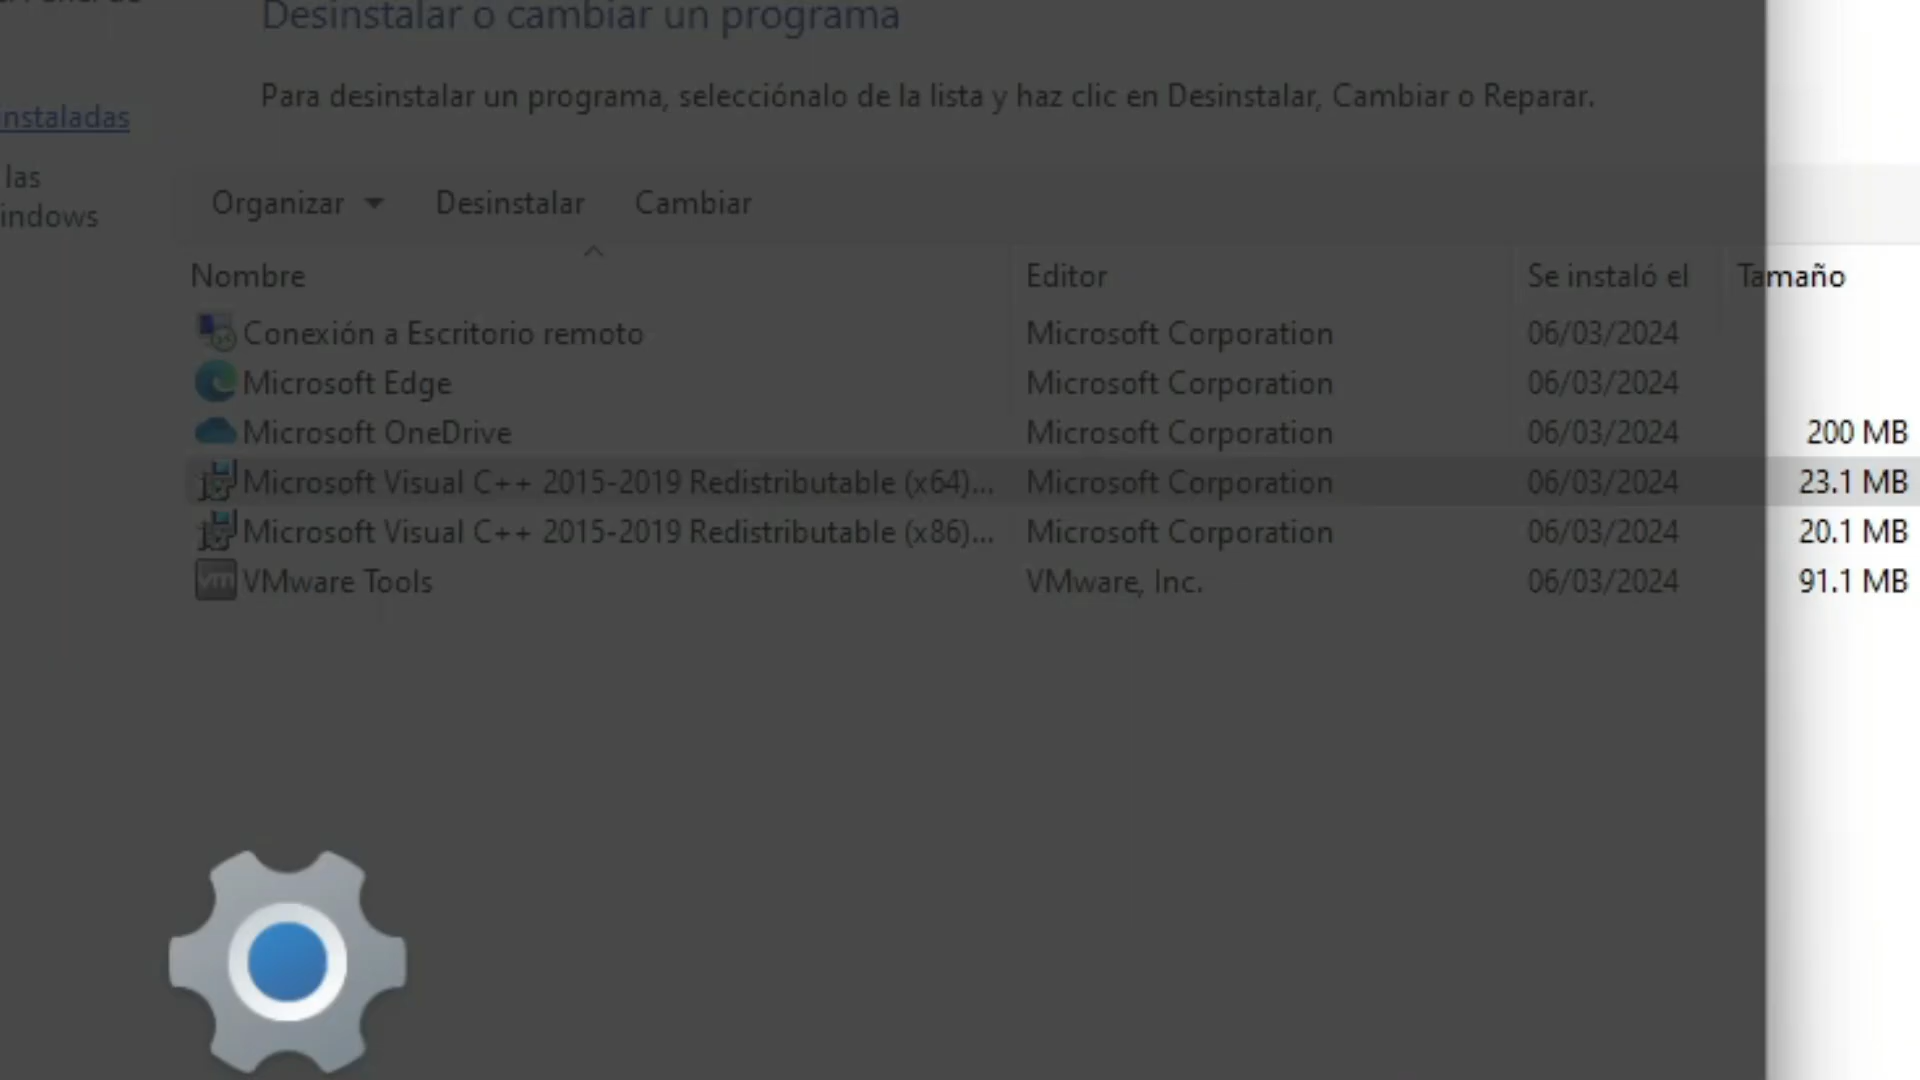 Desinstalar o cambiar un programa
Para desinstalar un programa, selecciónalo de la lista y haz clic en Desinstalar, Cambiar o Reparar.
instaladas
las
indows
Organizar Desinstalar Cambiar
Nombre Editor Se instaló el Tamaño
Conexión a Escritorio remoto Microsoft Corporation 06/03/2024
Microsoft Edge Microsoft Corporation 06/03/2024
Microsoft OneDrive Microsoft Corporation 06/03/2024 200 MB
Microsoft Visual C++ 2015-2019 Redistributable (x64)... Microsoft Corporation 06/03/2024 23.1 MB
Microsoft Visual C++ 2015-2019 Redistributable (x86)... Microsoft Corporation 06/03/2024 20.1 MB
vm VMware Tools VMware, Inc. 06/03/2024 91.1 MB